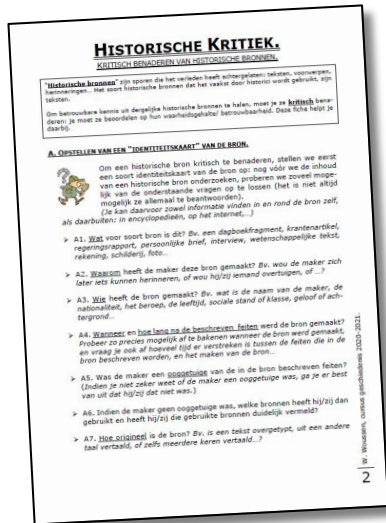 HISTORISCHE KRITIEK.
KRITISCH BENADEREN VAN HISTORISCHE BRONNEN.
"Historische bronnen" zijn sporen die het verleden heeft achtergelaten: teksten, voorwerpen,
herinneringen... Het soort historische bronnen dat het vaakst door historici wordt gebruikt, zijn
teksten.
Om betrouwbare kennis uit dergelijke historische bronnen te halen, moet je ze kritisch bena-
deren: je moet ze beoordelen op hun waarheidsgehalte/ betrouwbaarheid. Deze fiche helpt je
daarbij.
A. OPSTELLEN VAN EEN "IDENTITEITSKAART" VAN DE BRON.
Om een historische bron kritisch te benaderen, stellen we eerst
een soort identiteitskaart van de bron op: nog vóór we de inhoud
van een historische bron onderzoeken, proberen we zoveel moge-
lijk van de onderstaande vragen op te lossen (het is niet altijd
mogelijk ze allemaal te beantwoorden).
(Je kan daarvoor zowel informatie vinden in en rond de bron zelf,
als daarbuiten: in encyclopedieën, op het internet,...)
➢ A1. Wat voor soort bron is dit? Bv. een dagboekfragment, krantenartikel,
regeringsrapport, persoonlijke brief, interview, wetenschappelijke tekst,
rekening, schilderij, foto...
➢ A2. Waarom heeft de maker deze bron gemaakt? Bv. wou de maker zich
later iets kunnen herinneren, of wou hij/zij iemand overtuigen, of ...?
➢ A3. Wie heeft de bron gemaakt? Bv. wat is de naam van de maker, de
nationaliteit, het beroep, de leeftijd, sociale stand of klasse, geloof of ach-
tergrond...
➢ A4. Wanneer en hoe lang na de beschreven feiten werd de bron gemaakt?
Probeer zo precies mogelijk af te bakenen wanneer de bron werd gemaakt,
en vraag je ook af hoeveel tijd er verstreken is tussen de feiten die in de
bron beschreven worden, en het maken van de bron...
➢ A5. Was de maker een ooggetuige van de in de bron beschreven feiten?
(Indien je niet zeker weet of de maker een ooggetuige was, ga je er best
van uit dat hij/zij dat niet was.)
➢ A6. Indien de maker geen ooggetuige was, welke bronnen heeft hij/zij dan
gebruikt en heeft hij/zij die gebruikte bronnen duidelijk vermeld?
➢ A7. Hoe origineel is de bron? Bv. is een tekst overgetypt, uit een andere
taal vertaald, of zelfs meerdere keren vertaald...?
W. Woussen, cursus geschiedenis 2020-2021.
2